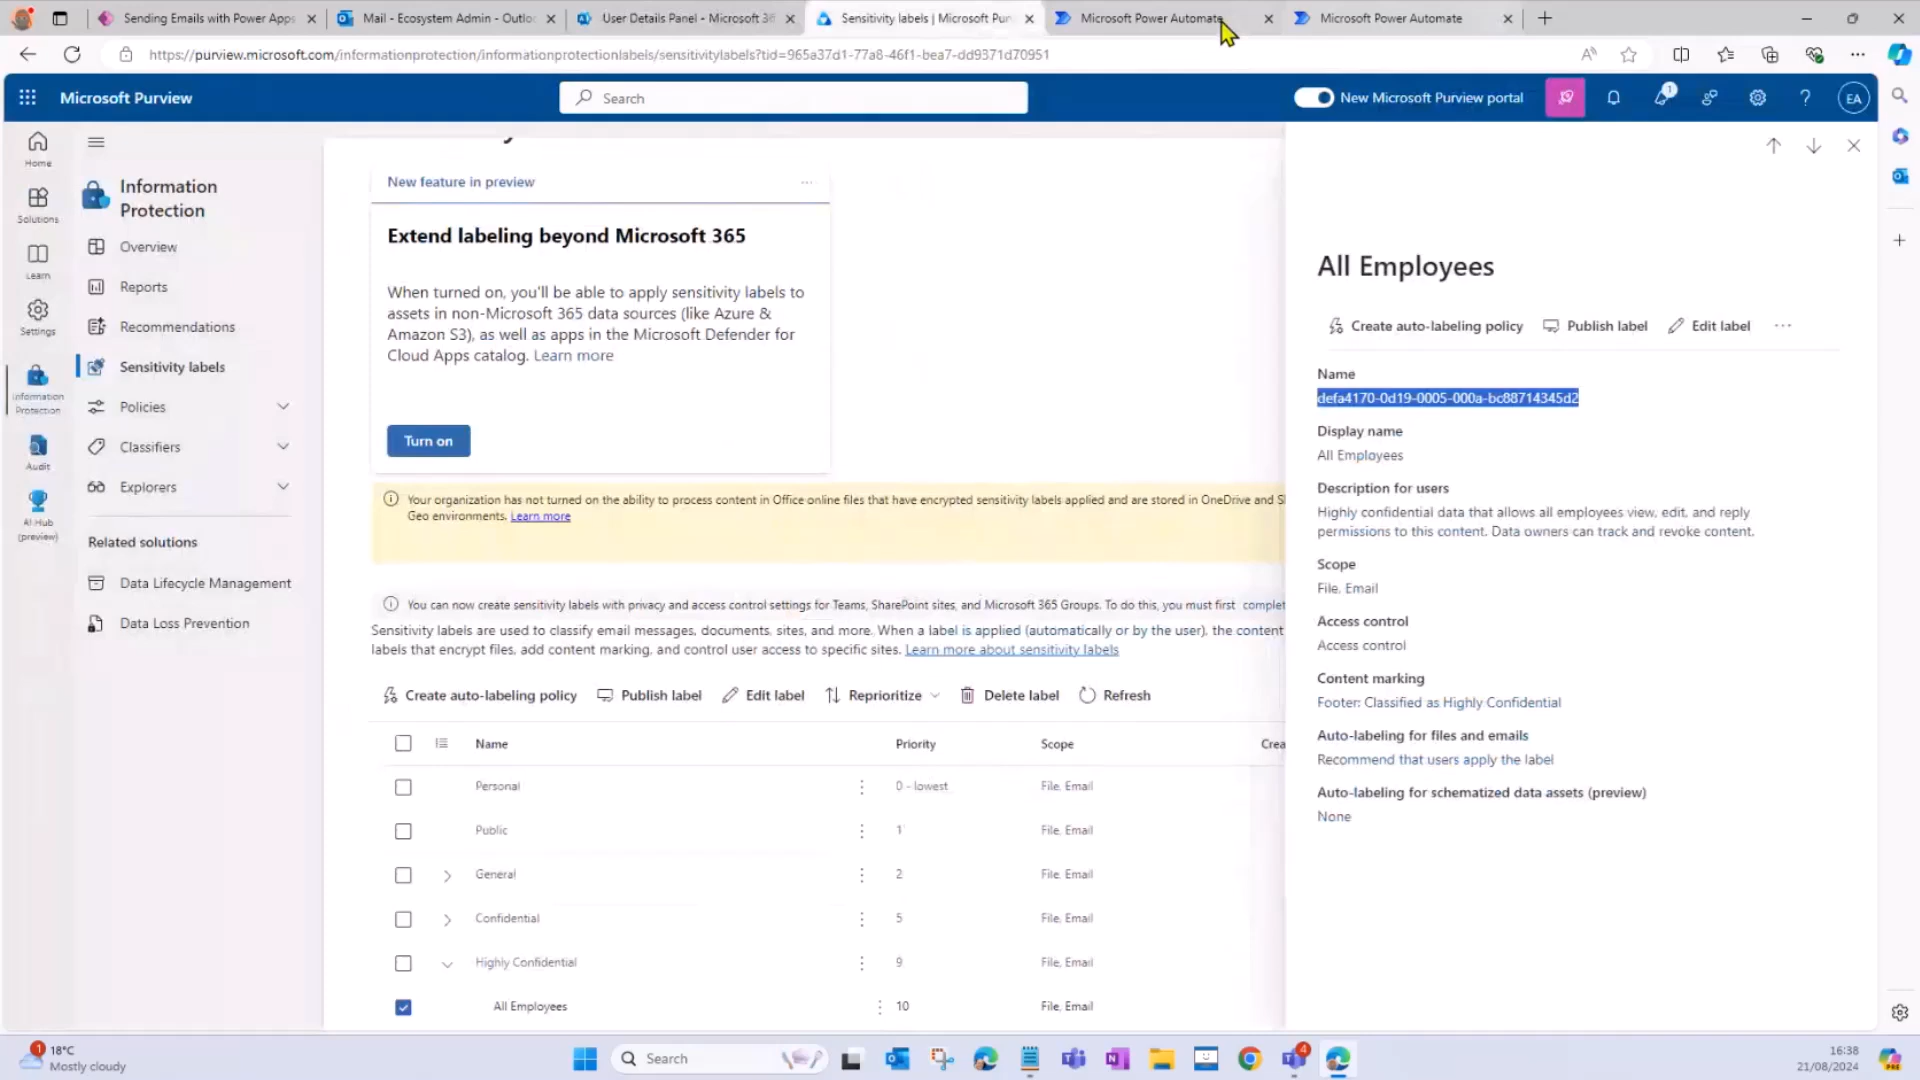 Sending Emails with Power Apps
Mail - Ecosystem Admin - Outlo
User Details Panel - Microsoft 36
Sensitivity labels | Microsoft Pur
Microsoft Power Automate
Microsoft Power Automate
https://purview.microsoft.com/informationprotection/informationprotectionlabels/sensitivitylabels?tid=965a37d1-77a8-46f1-bea7-dd9371d70951
Microsoft Purview
Search
New Microsoft Purview portal
1
EA
Home
Solutions
Learn
Settings
Information Protection
Audit
AI Hub (preview)
Information
Protection
Overview
Reports
Recommendations
Sensitivity labels
Policies
Classifiers
Explorers
Related solutions
Data Lifecycle Management
Data Loss Prevention
New feature in preview
Extend labeling beyond Microsoft 365
When turned on, you'll be able to apply sensitivity labels to
assets in non-Microsoft 365 data sources (like Azure &
Amazon S3), as well as apps in the Microsoft Defender for
Cloud Apps catalog. Learn more
Turn on
Your organization has not turned on the ability to process content in Office online files that have encrypted sensitivity labels applied and are stored in OneDrive and S
Geo environments. Learn more
You can now create sensitivity labels with privacy and access control settings for Teams, SharePoint sites, and Microsoft 365 Groups. To do this, you must first complet
Sensitivity labels are used to classify email messages, documents, sites, and more. When a label is applied (automatically or by the user), the content
labels that encrypt files, add content marking, and control user access to specific sites. Learn more about sensitivity labels
Create auto-labeling policy Publish label Edit label Reprioritize Delete label Refresh
Name Priority Scope Crea
Personal 0 - lowest File, Email
Public 1 File, Email
General 2 File, Email
Confidential 5 File, Email
Highly Confidential 9 File, Email
All Employees 10 File, Email
All Employees
Create auto-labeling policy Publish label Edit label
Name
defa4170-0d19-0005-000a-bc88714345d2
Display name
All Employees
Description for users
Highly confidential data that allows all employees view, edit, and reply
permissions to this content. Data owners can track and revoke content.
Scope
File, Email
Access control
Access control
Content marking
Footer: Classified as Highly Confidential
Auto-labeling for files and emails
Recommend that users apply the label
Auto-labeling for schematized data assets (preview)
None
1
18°C
Mostly cloudy
Search
4
16:38
21/08/2024
PRE